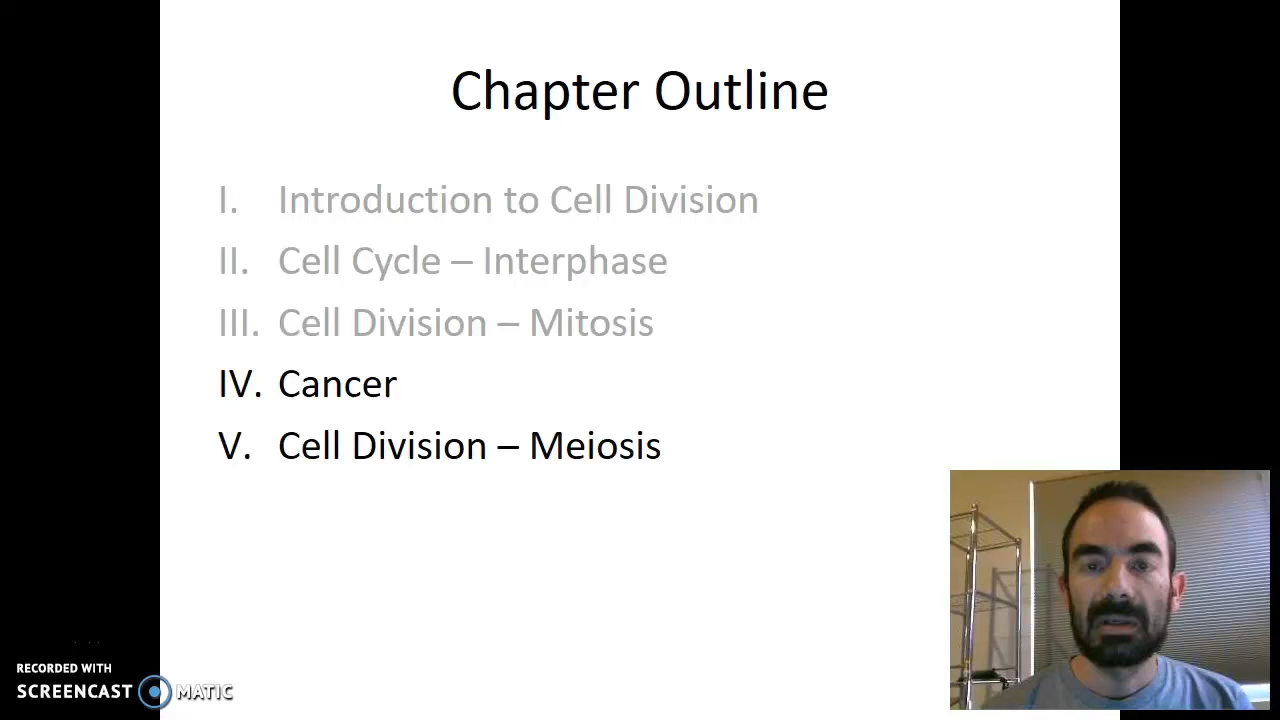 Chapter Outline
I. Introduction to Cell Division
II. Cell Cycle – Interphase
III. Cell Division – Mitosis
IV. Cancer
V. Cell Division – Meiosis
RECORDED WITH
SCREENCAST MATIC